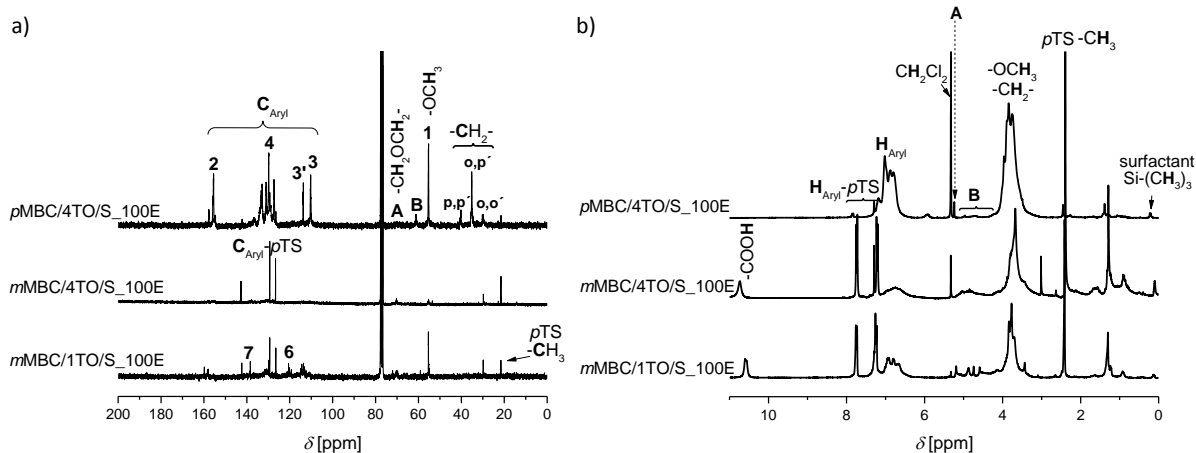 a)
C_Aryl
2
4
3'
3
-CH₂OCH₂-
A
B
1
-OCH₃
-CH₂-
o,p´
p,p´
o,o´
pMBC/4TO/S_100E
C_Aryl-pTS
mMBC/4TO/S_100E
7
6
pTS
-CH₃
mMBC/1TO/S_100E
200 180 160 140 120 100 80 60 40 20 0
δ [ppm]
b)
A
CH₂Cl₂
-OCH₃
-CH₂-
pTS -CH₃
H_Aryl
H_Aryl-pTS
B
surfactant
Si-(CH₃)₃
pMBC/4TO/S_100E
-COOH
mMBC/4TO/S_100E
mMBC/1TO/S_100E
10 8 6 4 2 0
δ [ppm]